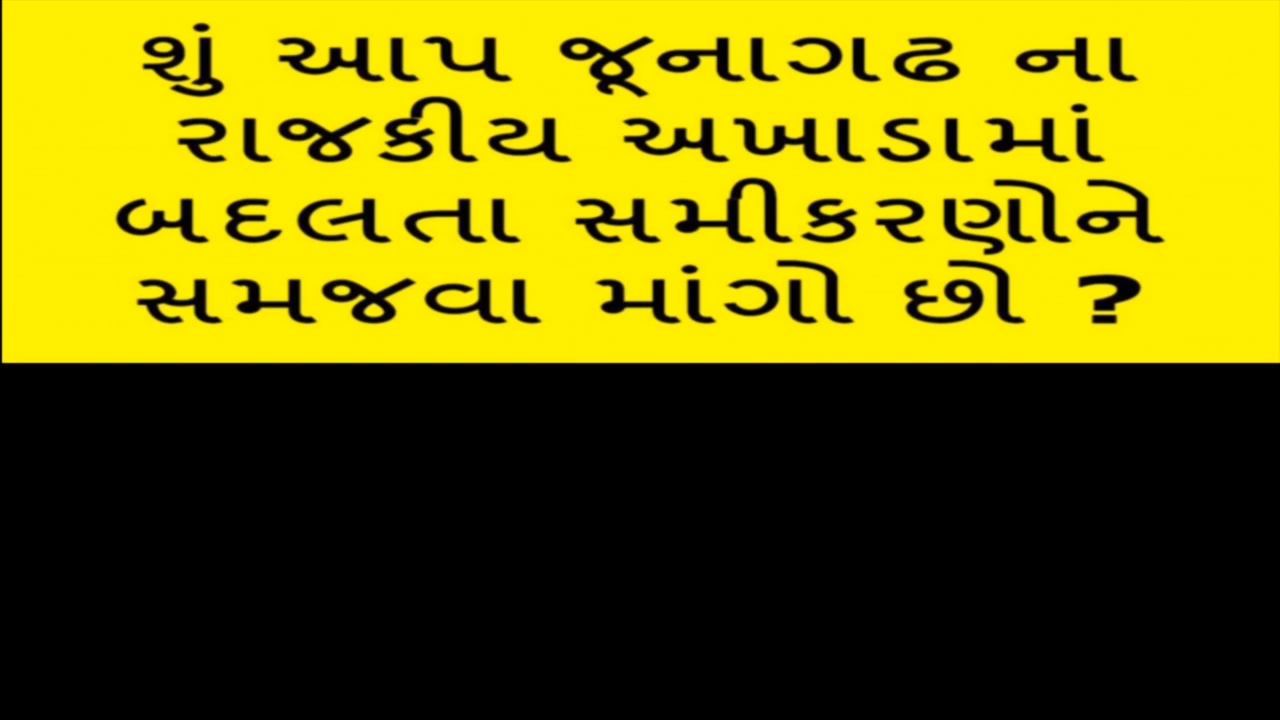 શું આપ જૂનાગઢ ના
રાજકીય અખાડામાં
બદલતા સમીકરણોને
સમજવા માંગો છો ?